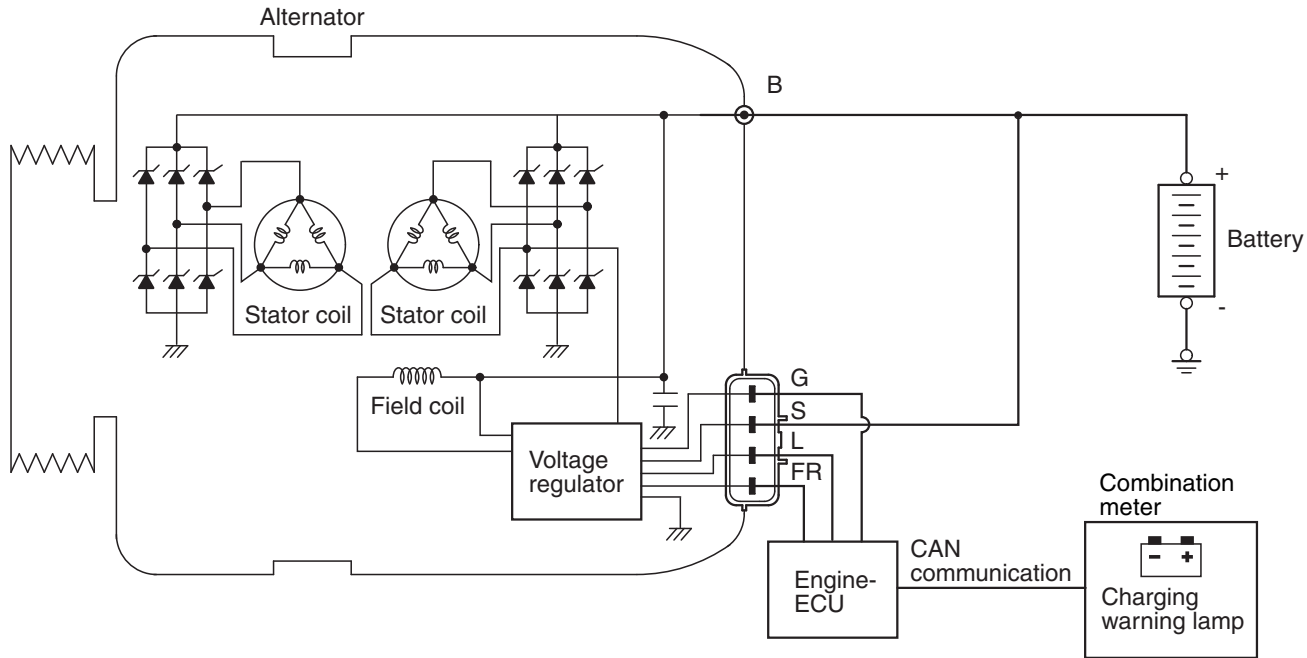 Alternator
B
+
Battery
-
Stator coil
Stator coil
Field coil
Voltage
regulator
G
S
L
FR
Engine-
ECU
CAN
communication
Combination
meter
- +
Charging
warning lamp